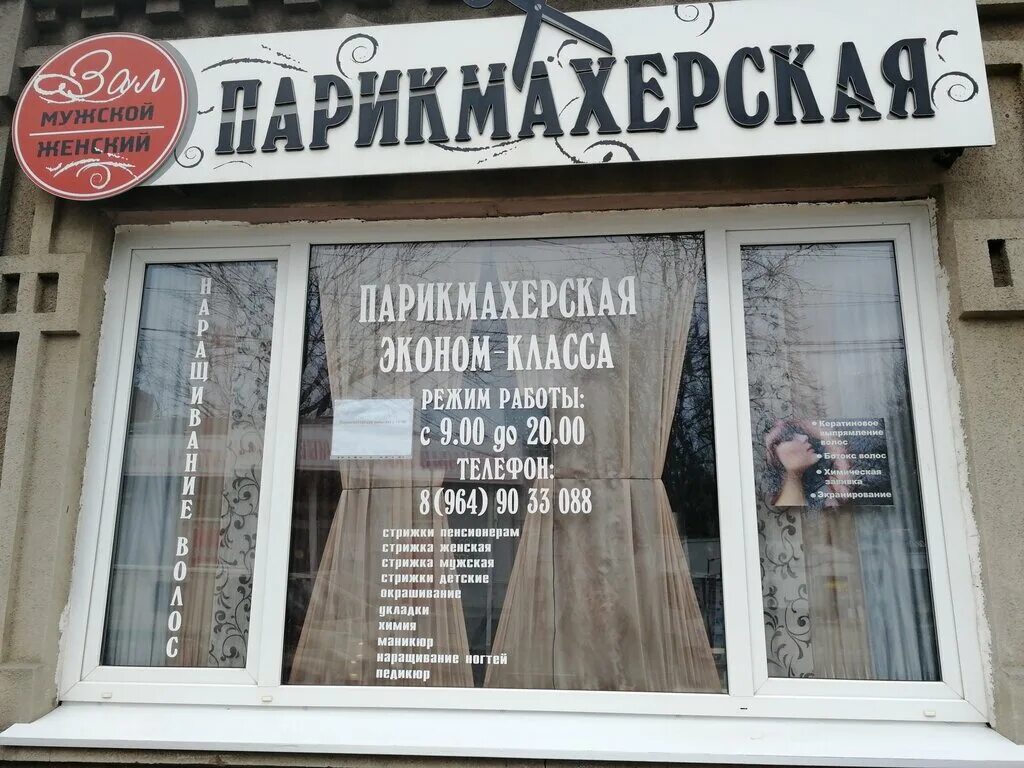 Зал
МУЖСКОЙ
ЖЕНСКИЙ
ПАРИКМАХЕРСКАЯ
НАРАЩИВАНИЕ ВОЛОС
ПАРИКМАХЕРСКАЯ
ЭКОНОМ-КЛАССА
РЕЖИМ РАБОТЫ:
с 9.00 до 20.00
ТЕЛЕФОН:
8(964) 90 33 088
стрижки пенсионерам
стрижка женская
стрижка мужская
стрижки детские
окрашивание
укладки
химия
маникюр
наращивание ногтей
педикюр
• Кератиновое
выпрямление
волос
• Ботокс волос
• Химическая
завивка
• Экранирование